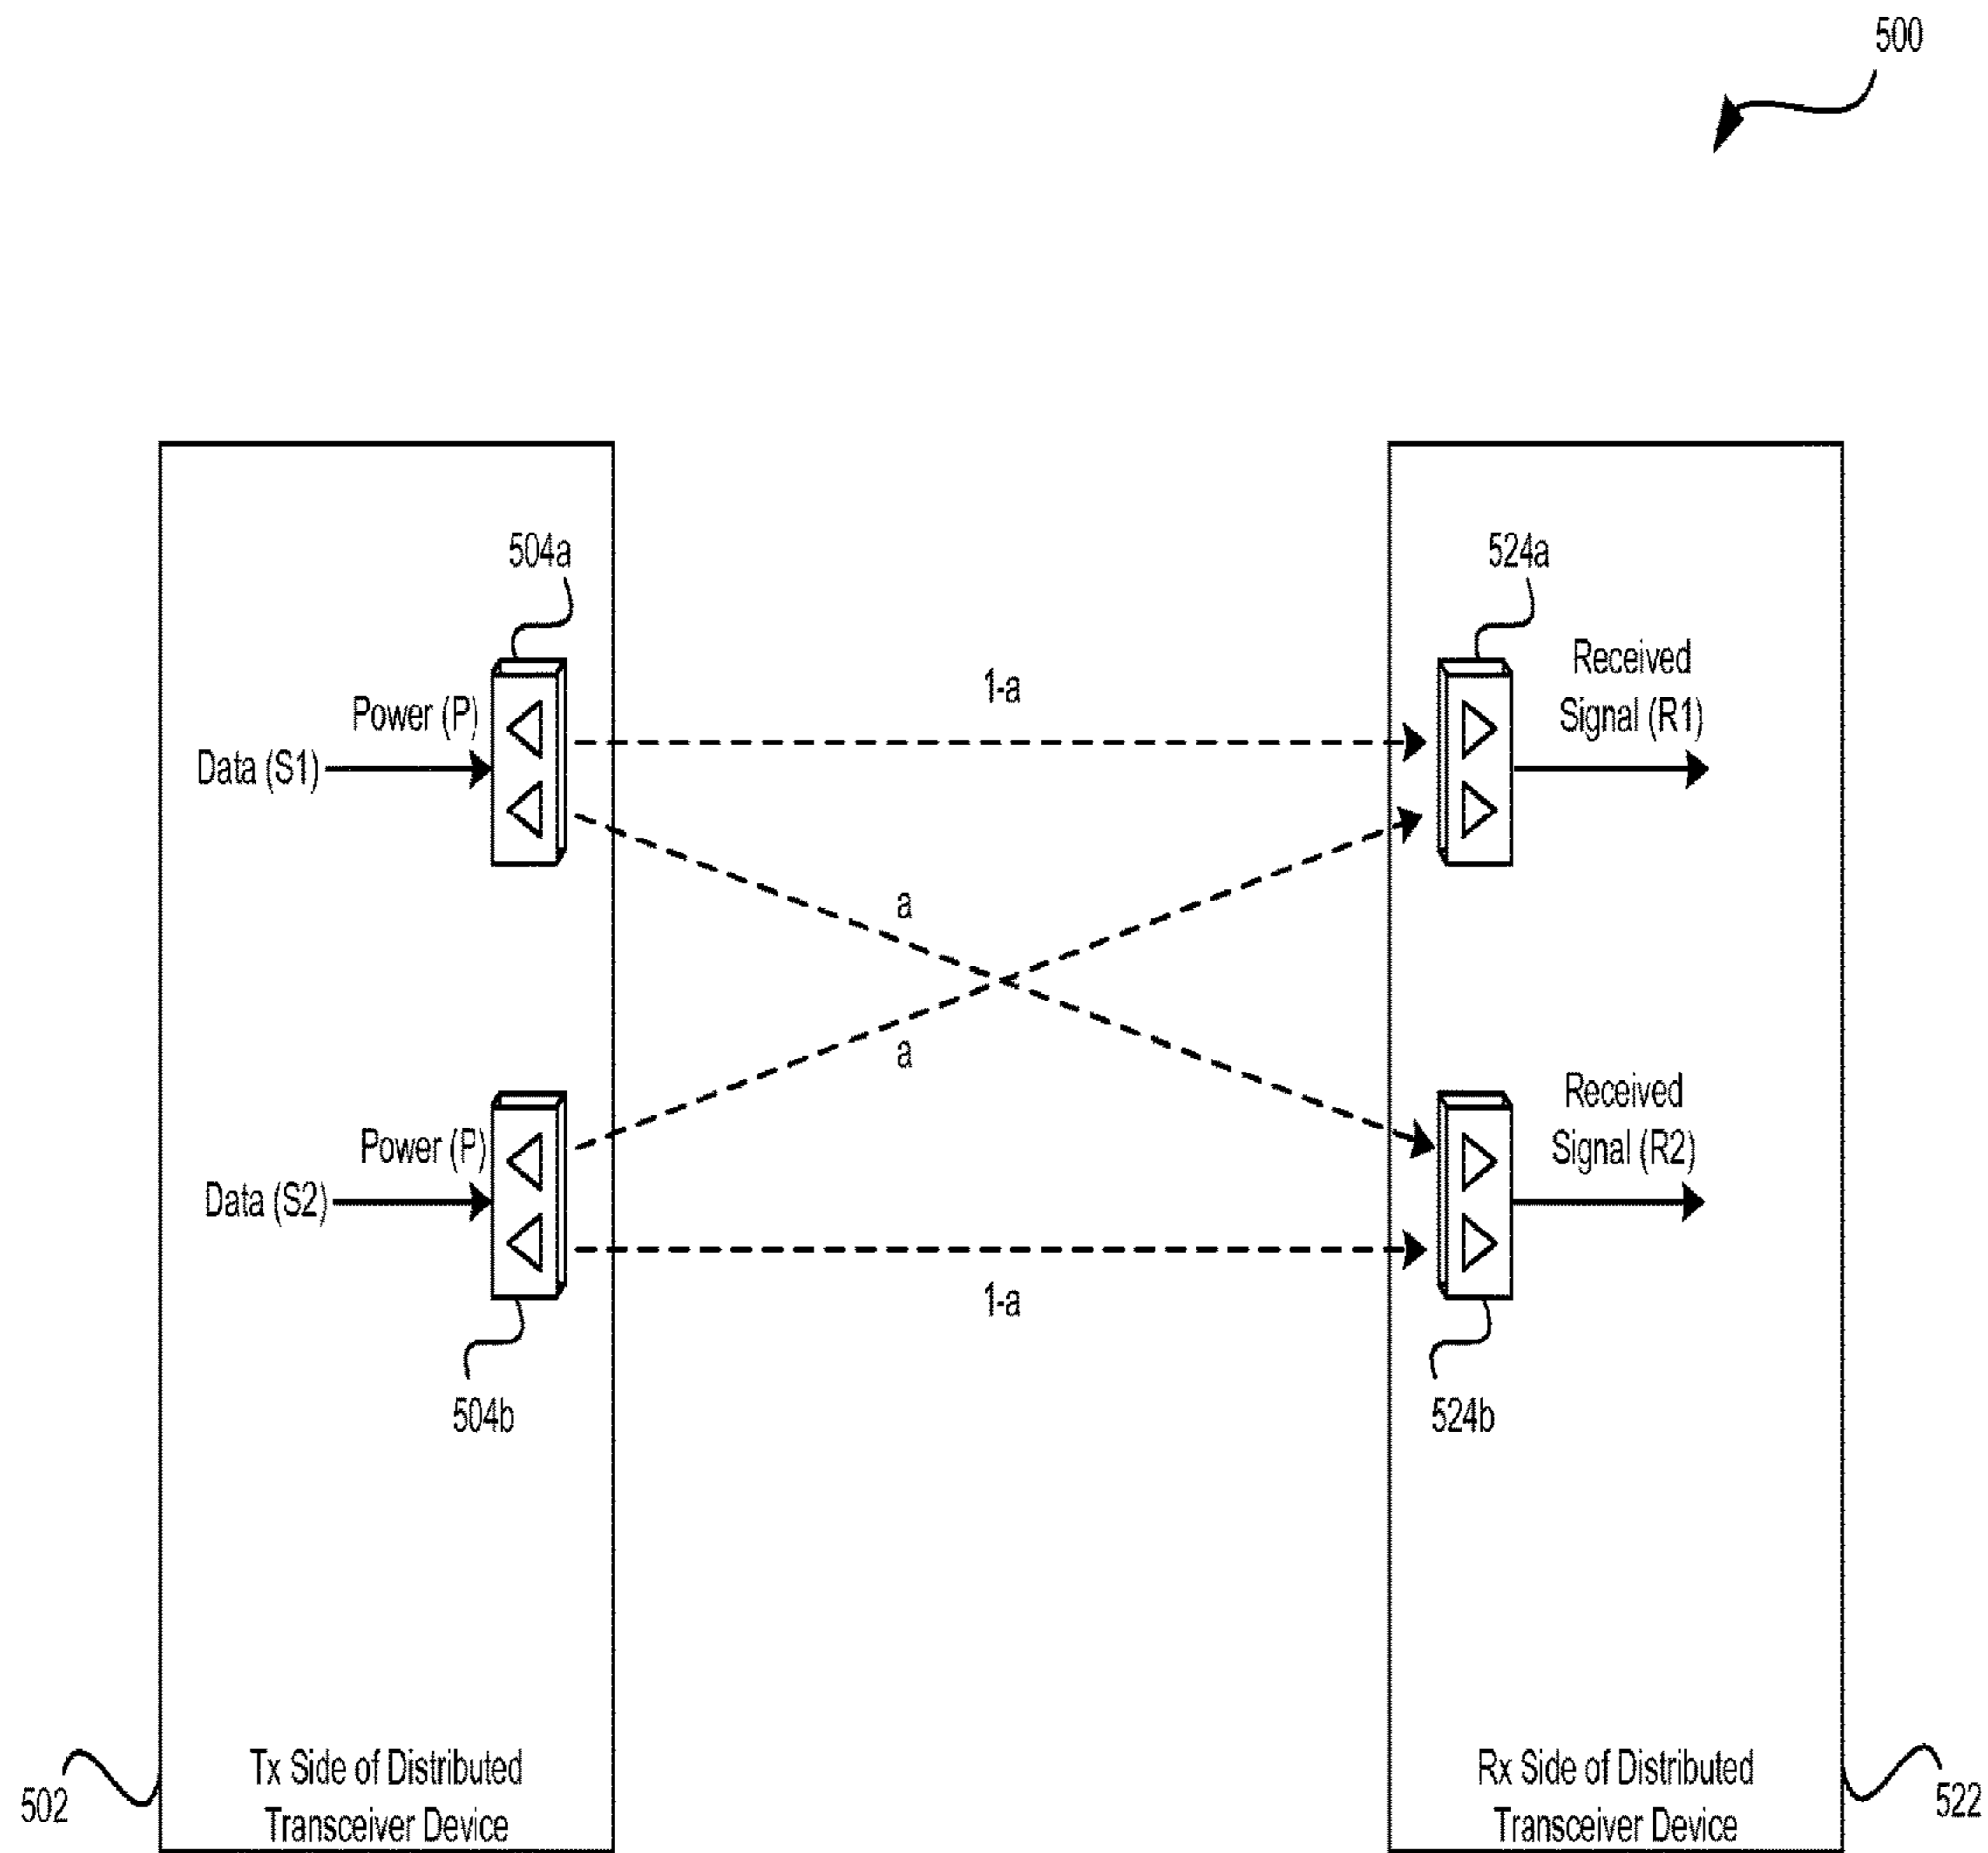 500
504a
524a
Received
Signal (R1)
1-a
Power (P)
Data (S1)
a
a
Received
Signal (R2)
Power (P)
Data (S2)
1-a
504b
524b
Tx Side of Distributed
Transceiver Device
Rx Side of Distributed
Transceiver Device
502
522